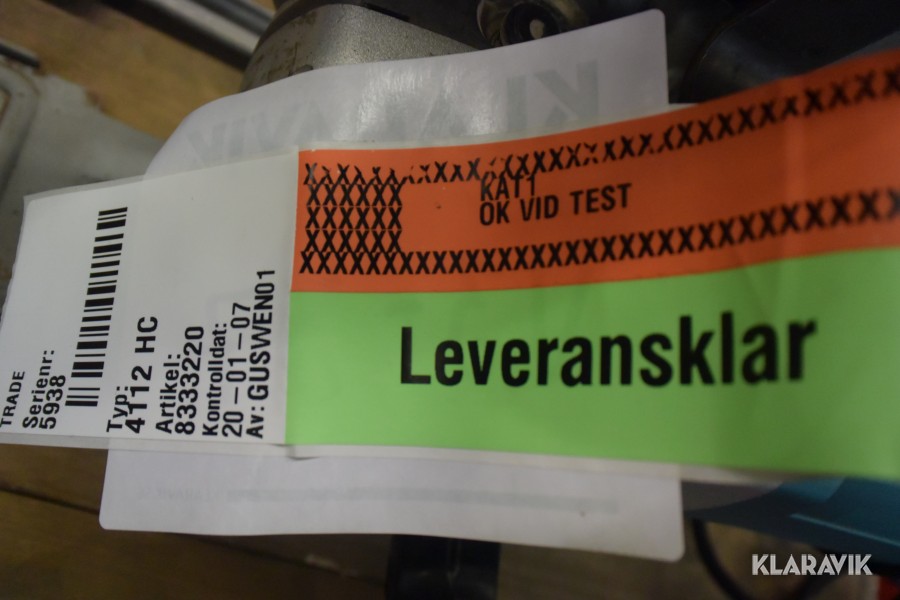 TRADE
Serienr:
5938
Typ:
4112 HC
Artikel:
8333220
Kontrolldat:
20-01-07
Av: GUSWEN01
KAT1
OK VID TEST
Leveransklar
KLARAVIK
KLARAVIK